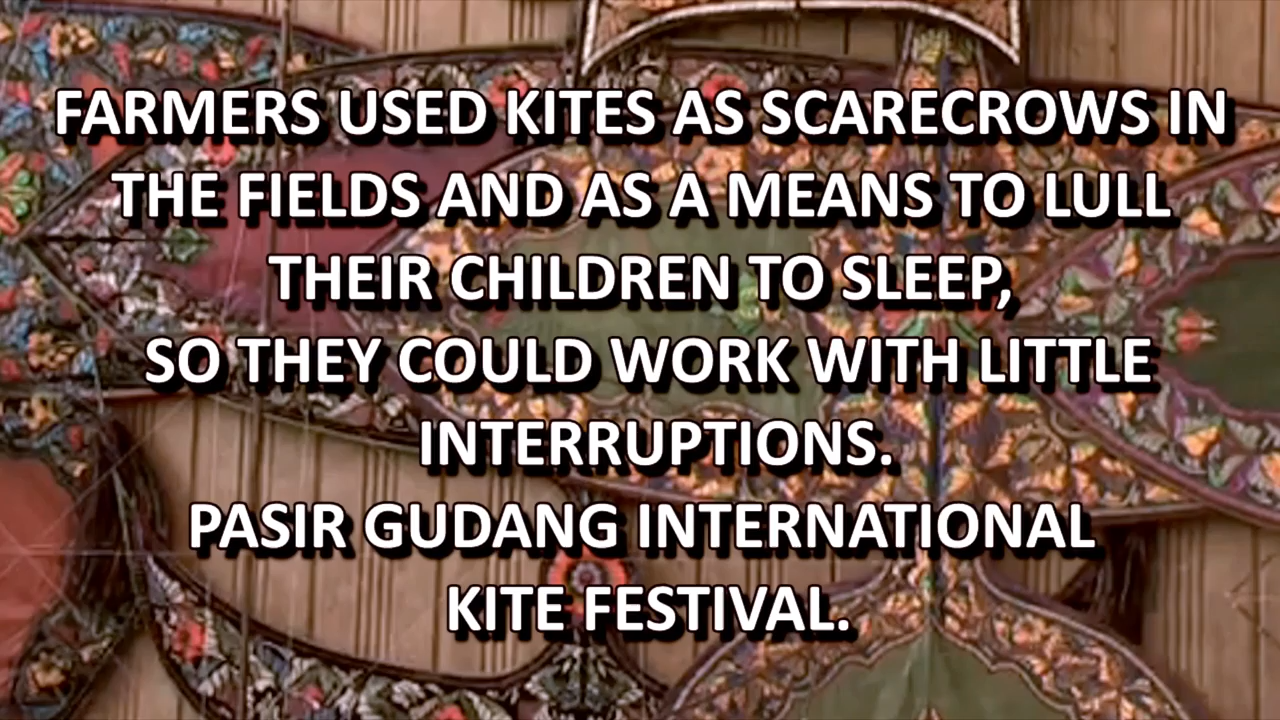 FARMERS USED KITES AS SCARECROWS IN
THE FIELDS AND AS A MEANS TO LULL
THEIR CHILDREN TO SLEEP,
SO THEY COULD WORK WITH LITTLE
INTERRUPTIONS.
PASIR GUDANG INTERNATIONAL
KITE FESTIVAL.